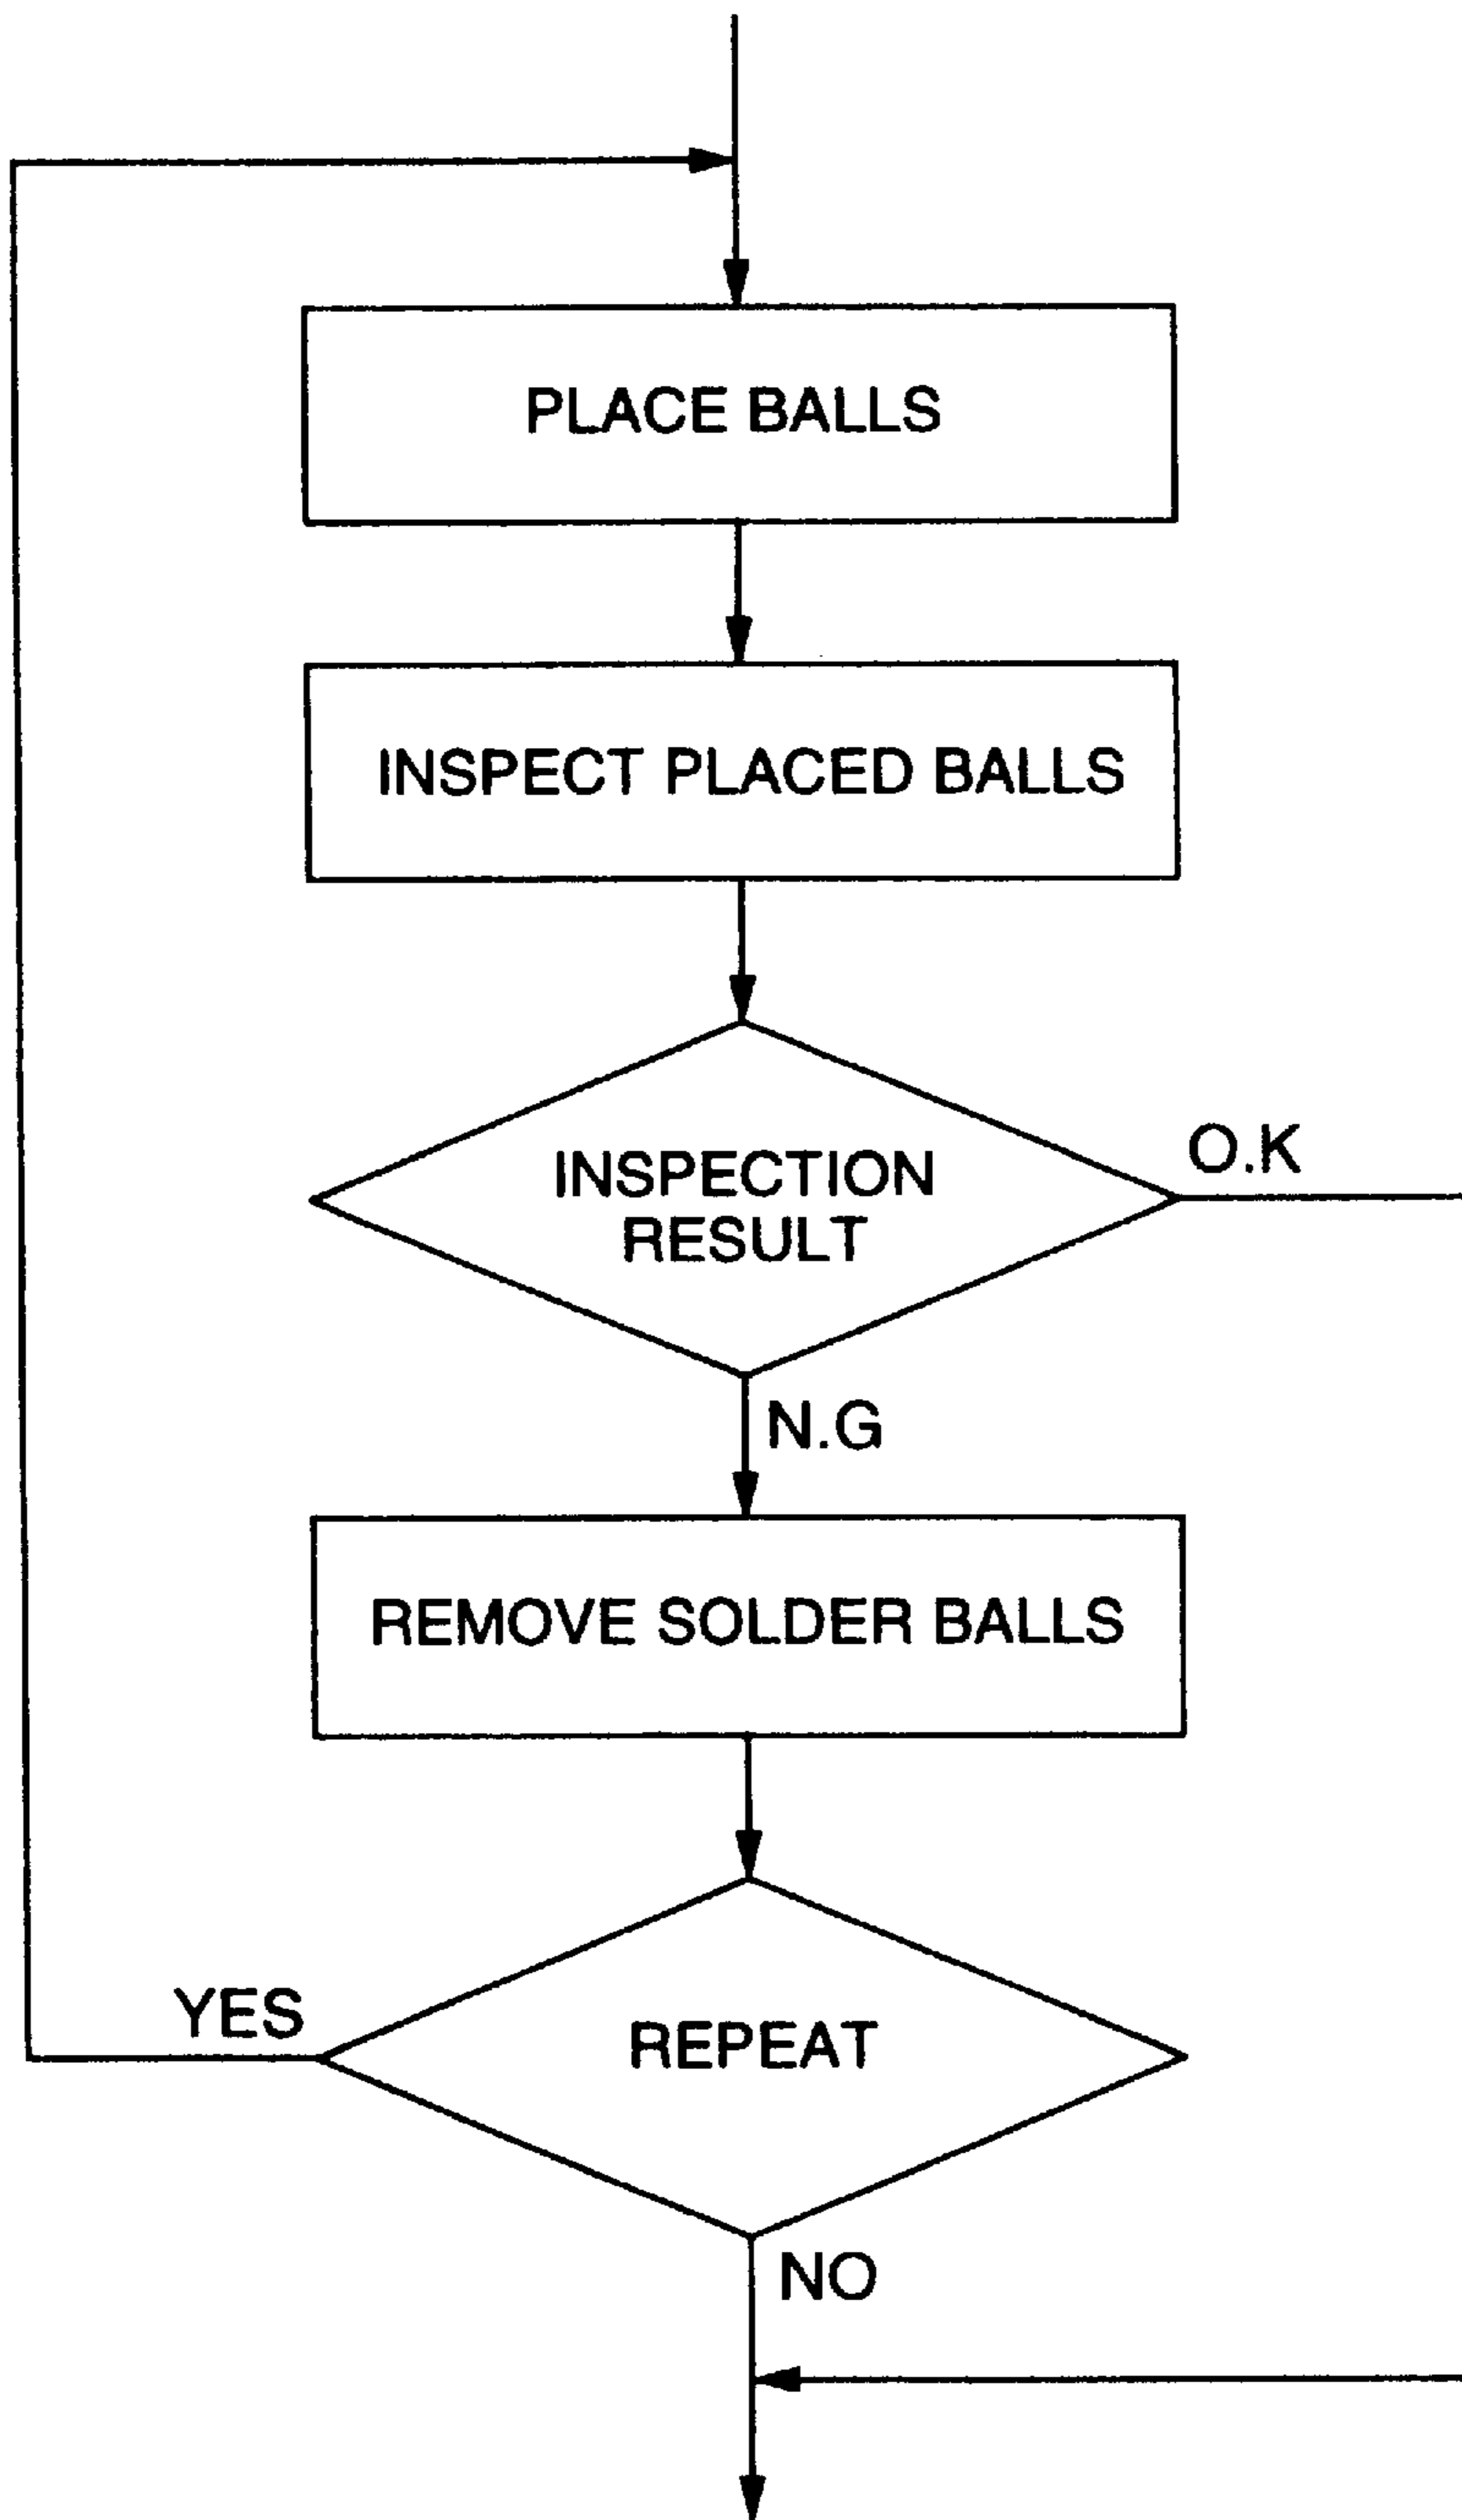 PLACE BALLS
INSPECT PLACED BALLS
INSPECTION
RESULT
O.K
N.G
REMOVE SOLDER BALLS
YES
REPEAT
NO